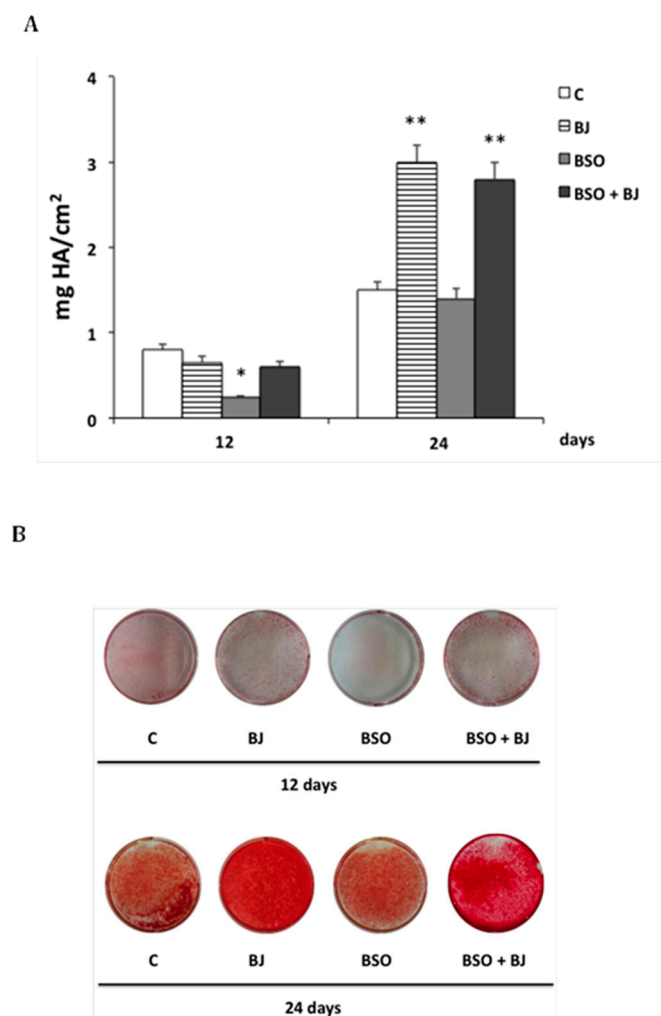 A
4
3
2
1
0
mg HA/cm²
*
**
**
12
24
days
C
BJ
BSO
BSO + BJ
B
C BJ BSO BSO + BJ
12 days
C BJ BSO BSO + BJ
24 days